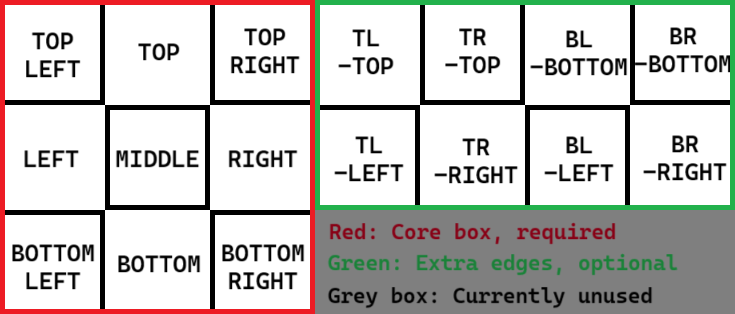 TOP
LEFT
TOP
TOP
RIGHT
LEFT
MIDDLE
RIGHT
BOTTOM
LEFT
BOTTOM
BOTTOM
RIGHT
TL
-TOP
TR
-TOP
BL
-BOTTOM
BR
-BOTTOM
TL
-LEFT
TR
-RIGHT
BL
-LEFT
BR
-RIGHT
Red: Core box, required
Green: Extra edges, optional
Grey box: Currently unused